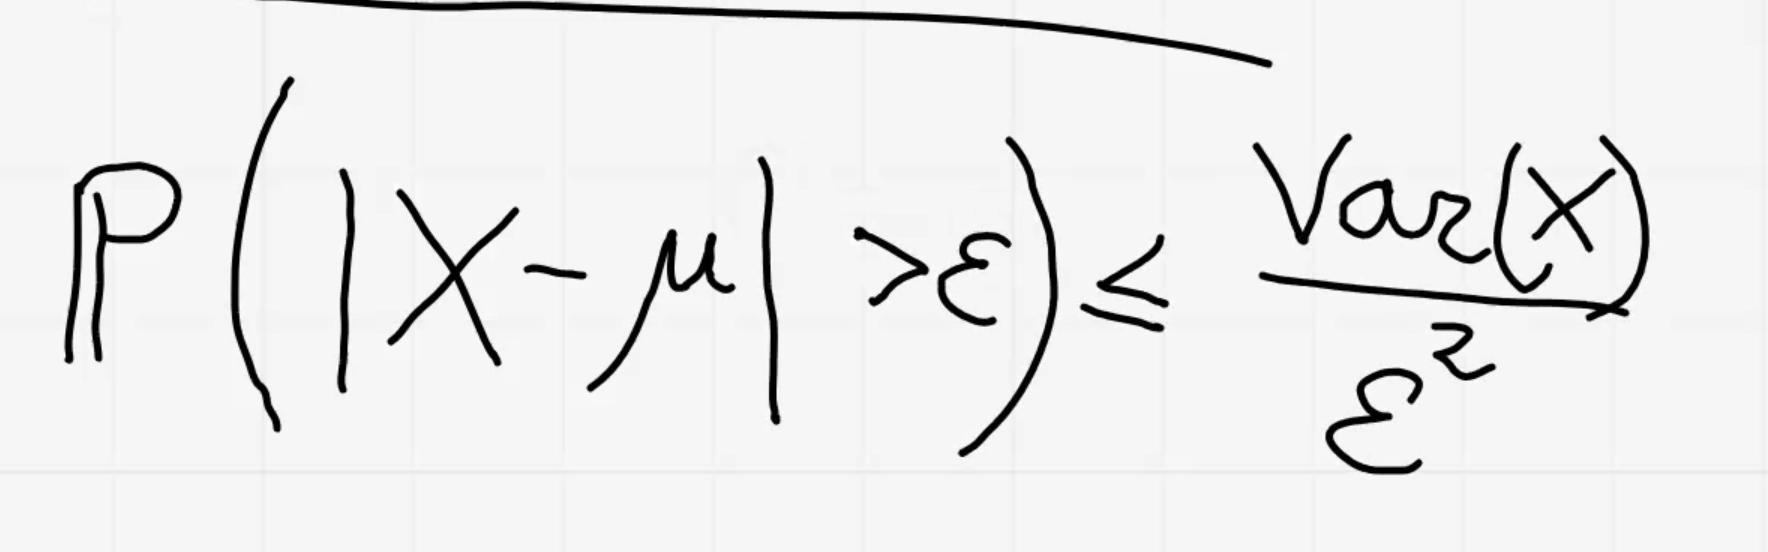 ℙ(|X-μ| >ε) ≤ Var(X)/ε²